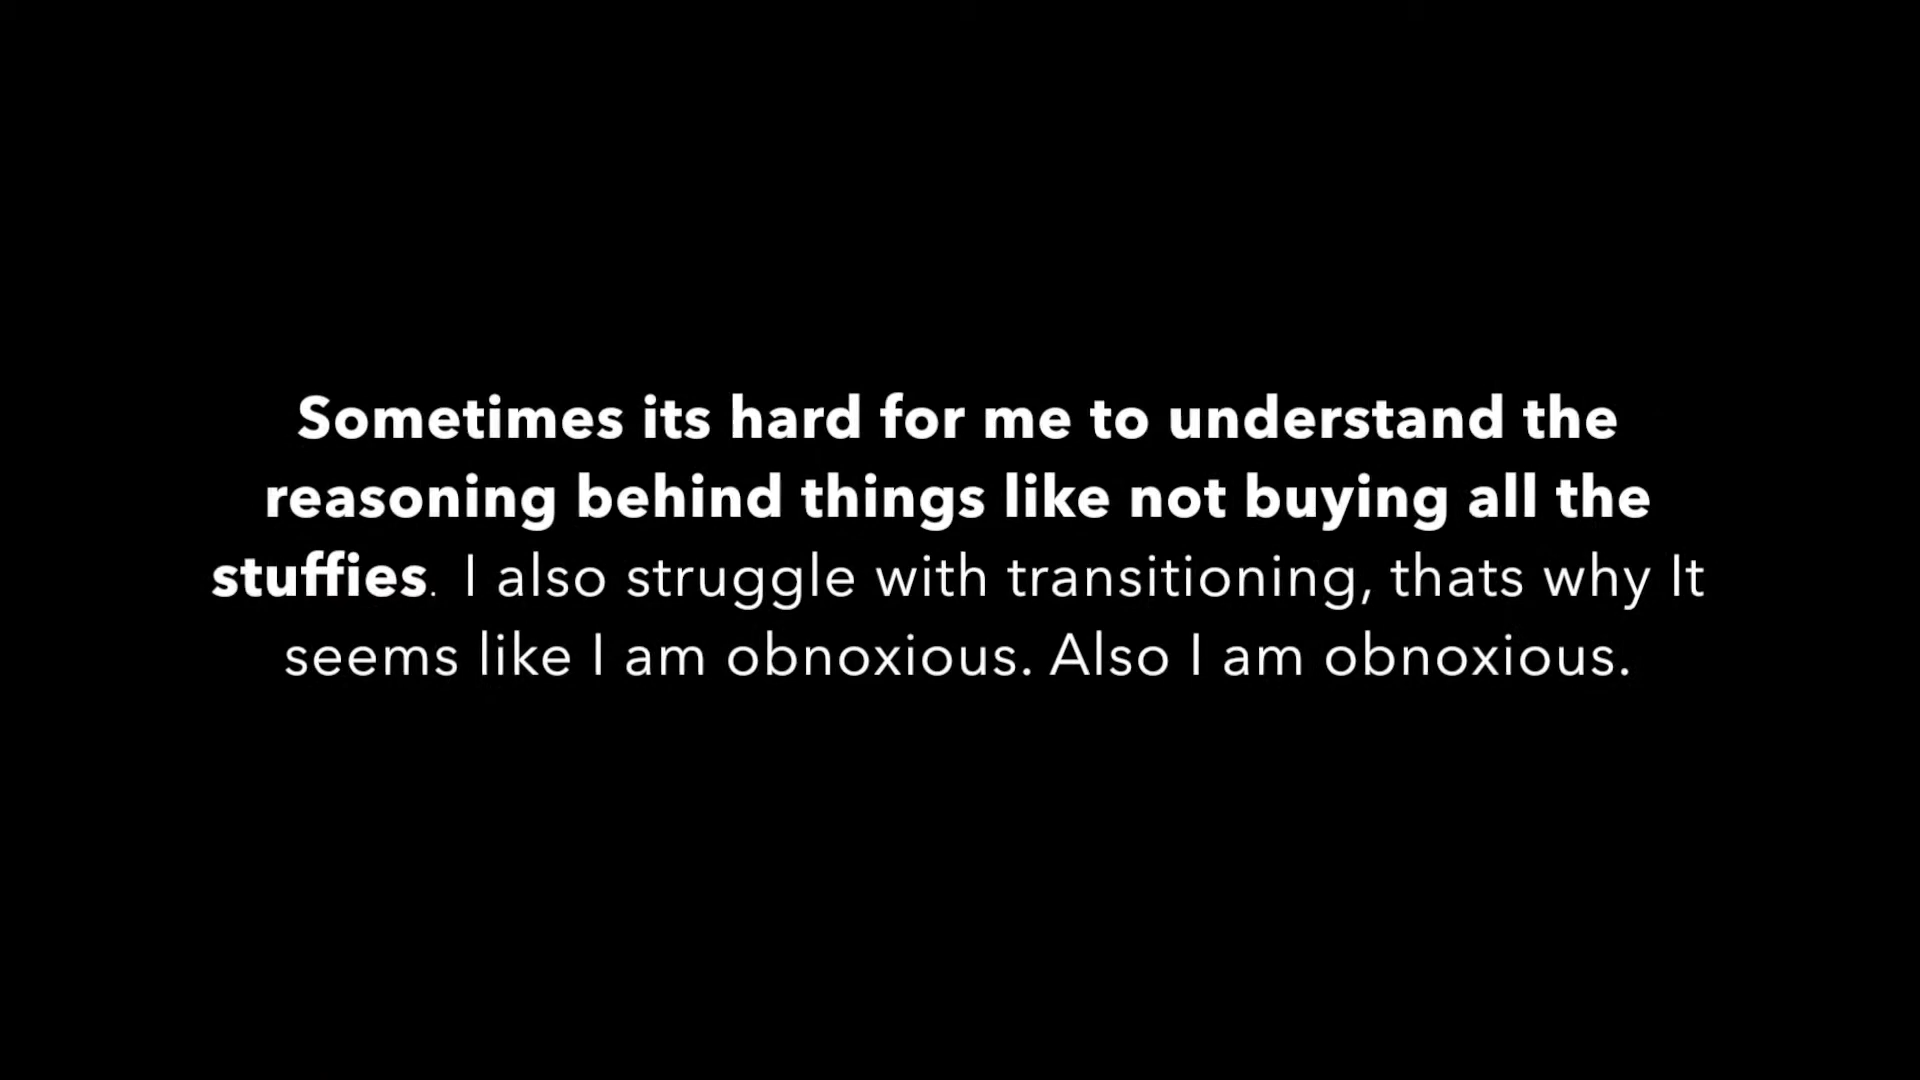 Sometimes its hard for me to understand the
reasoning behind things like not buying all the
stuffies. I also struggle with transitioning, thats why It
seems like I am obnoxious. Also I am obnoxious.